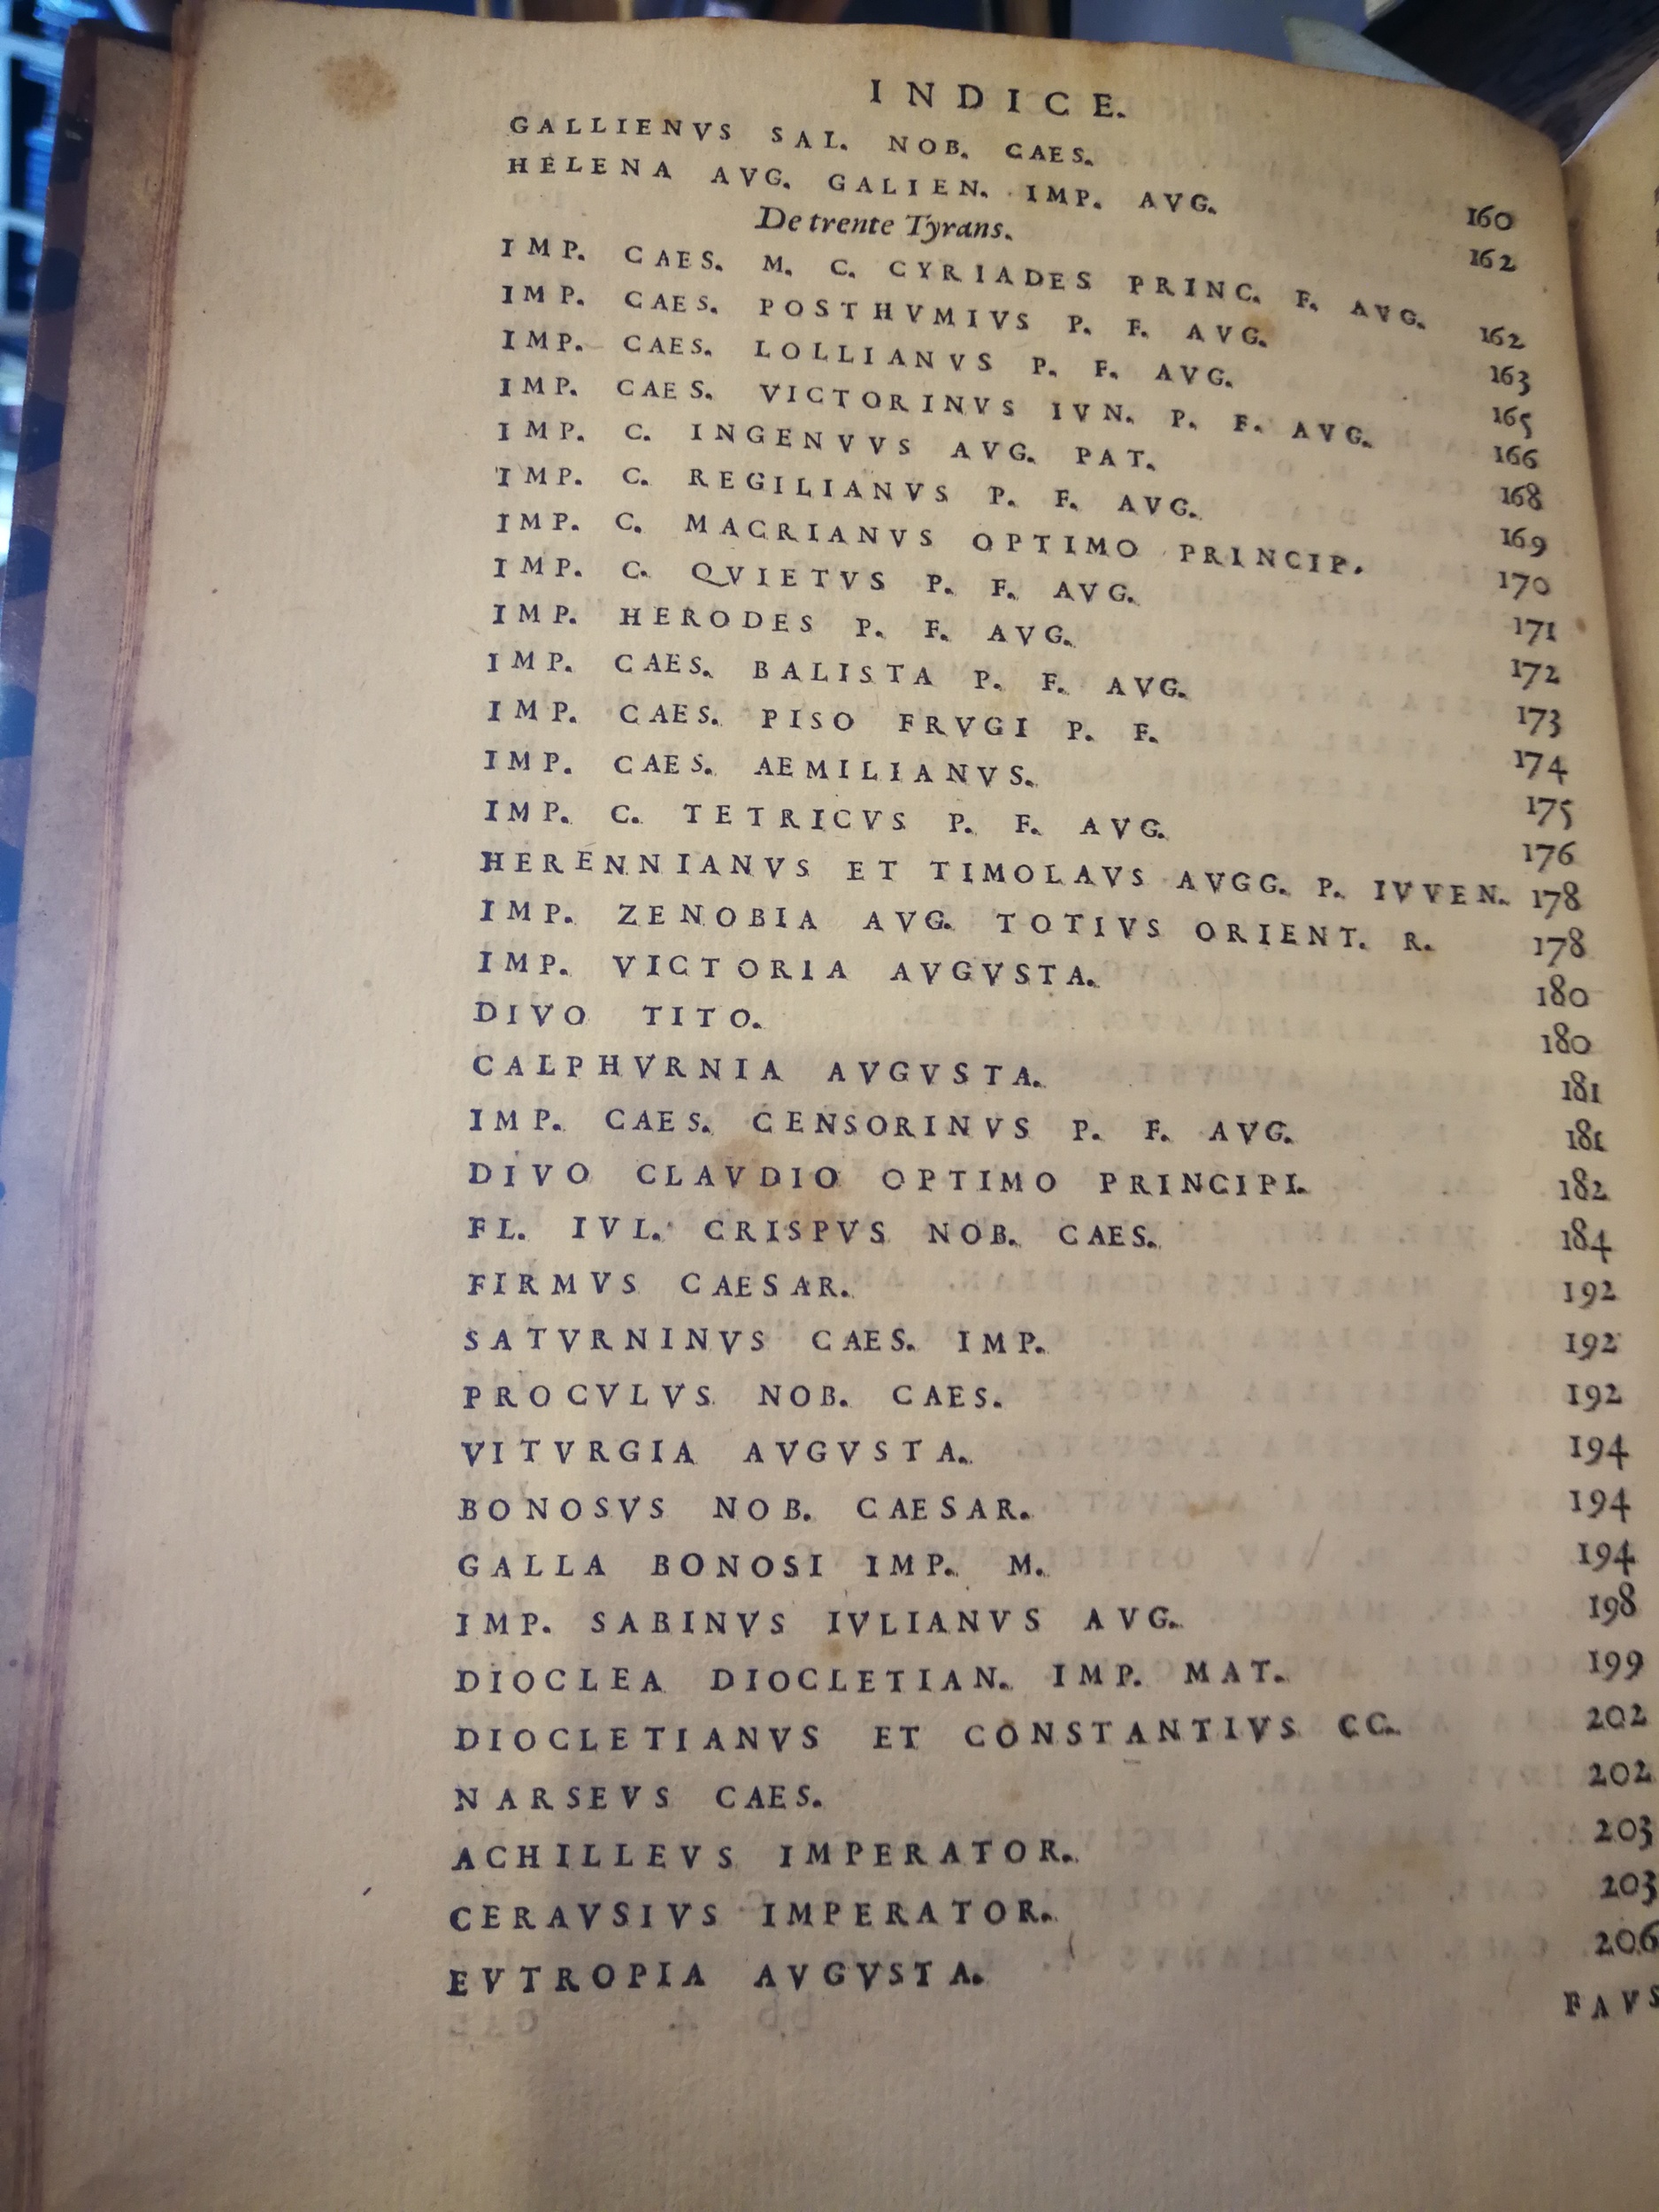 INDICE.
GALLIENVS SAL. NOB. CAES. 160
HELENA AVG. GALIEN. IMP. AVG. 162
De trente Tyrans.
IMP. CAES. M. C. CYRIADES PRINC. F. AVG. 162
IMP. CAES. POSTHVMIVS P. F. AVG. 163
IMP. CAES. LOLLIANVS P. F. AVG. 165
IMP. CAES. VICTORINVS IVN. P. F. AVG. 166
IMP. C. INGENVVS AVG. PAT. 168
IMP. C. REGILIANVS P. F. AVG. 169
IMP. C. MACRIANVS OPTIMO PRINCIP. 170
IMP. C. QVIETVS P. F. AVG. 171
IMP. HERODES P. F. AVG. 172
IMP. CAES. BALISTA P. F. AVG. 173
IMP. CAES. PISO FRVGI P. F. 174
IMP. CAES. AEMILIANVS. 175
IMP. C. TETRICVS P. F. AVG. 176
HERENNIANVS ET TIMOLAVS AVGG. P. IVVEN. 178
IMP. ZENOBIA AVG. TOTIVS ORIENT. R. 178
IMP. VICTORIA AVGVSTA. 180
DIVO TITO. 180
CALPHVRNIA AVGVSTA. 181
IMP. CAES. CENSORINVS P. F. AVG. 181
DIVO CLAVDIO OPTIMO PRINCIPI. 182
FL. IVL. CRISPVS NOB. CAES. 184
FIRMVS CAESAR. 192
SATVRNINVS CAES. IMP. 192
PROCVLVS NOB. CAES. 192
VITVRGIA AVGVSTA. 194
BONOSVS NOB. CAESAR. 194
GALLA BONOSI IMP. M. 194
IMP. SABINVS IVLIANVS AVG. 198
DIOCLEA DIOCLETIAN. IMP. MAT. 199
DIOCLETIANVS ET CONSTANTIVS CC. 202
NARSEVS CAES. 202
ACHILLEVS IMPERATOR. 203
CERAVSIVS IMPERATOR. 203
EVTROPIA AVGVSTA. 206
FAVS